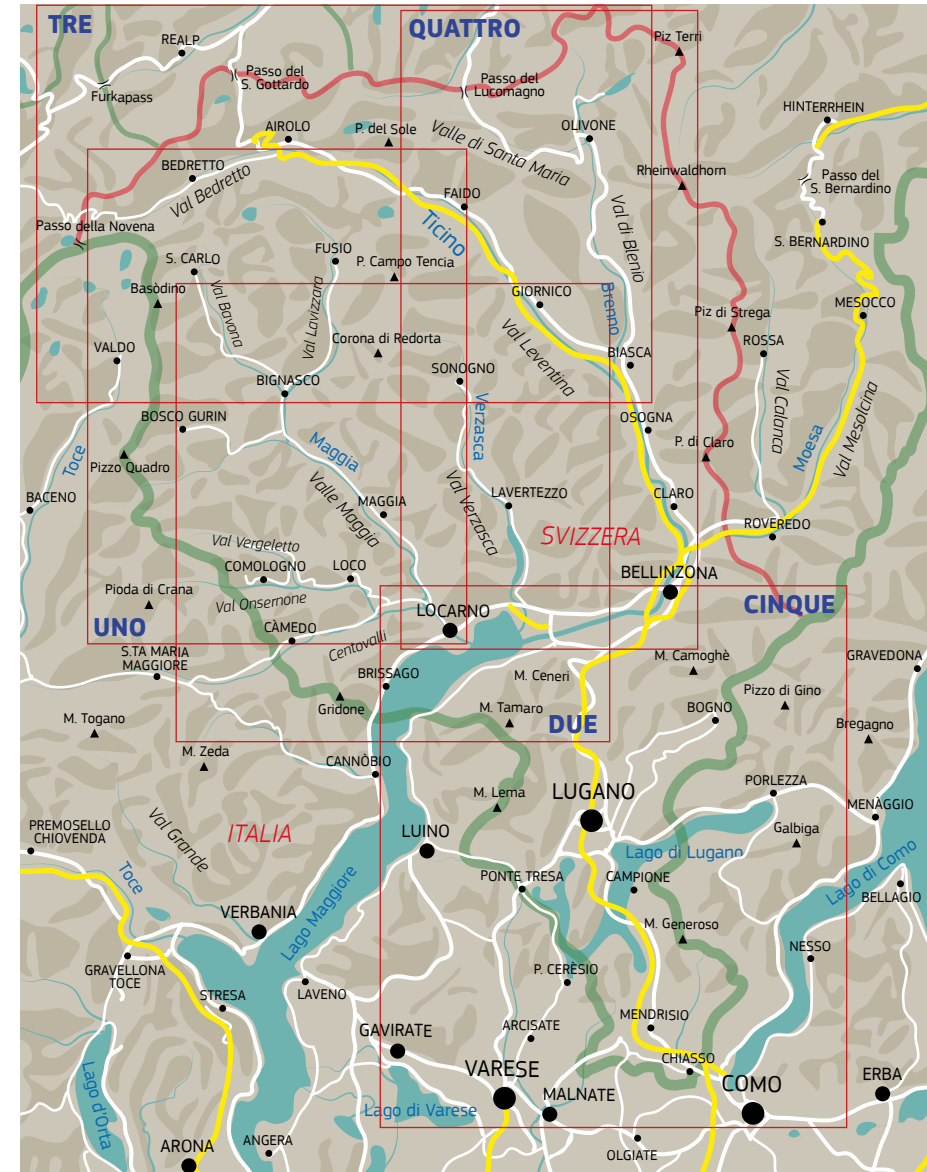 TRE
QUATTRO
REALP
Piz Terri
Passo del
S. Gottardo
Passo del
Lucomagno
Furkapass
HINTERRHEIN
AIROLO
P. del Sole
Valle di Santa Maria
OLIVONE
BEDRETTO
Val Bedretto
Rheinwaldhorn
Passo del
S. Bernardino
FAIDO
Passo della Novena
Ticino
Val di Blenio
S. BERNARDINO
FUSIO
S. CARLO
P. Campo Tencia
Basòdino
Val Bavona
Val Lavizzara
GIORNICO
Brenno
MESOCCO
Piz di Strega
Corona di Redorta
ROSSA
VALDO
Val Leventina
BIASCA
SONOGNO
BIGNASCO
Val Calanca
Val Mesolcina
BOSCO GURIN
Verzasca
OSOGNA
Toce
Maggia
Moesa
P. di Claro
Pizzo Quadro
BACENO
Valle Maggia
MAGGIA
LAVERTEZZO
CLARO
Val Verzasca
ROVEREDO
SVIZZERA
Val Vergeletto
COMOLOGNO
LOCO
BELLINZONA
Pioda di Crana
Val Onsernone
LOCARNO
CINQUE
UNO
CÀMEDO
Centovalli
S.TA MARIA
MAGGIORE
BRISSAGO
M. Ceneri
M. Camoghè
GRAVEDONA
Gridone
Pizzo di Gino
M. Tamaro
BOGNO
M. Togano
DUE
Bregagno
M. Zeda
CANNÒBIO
PORLEZZA
M. Lema
LUGANO
MENÀGGIO
PREMOSELLO
CHIOVENDA
Val Grande
ITALIA
LUINO
Galbiga
Lago di Lugano
Toce
PONTE TRESA
CAMPIONE
Lago di Como
BELLAGIO
VERBANIA
Lago Maggiore
M. Generoso
NESSO
GRAVELLONA
TOCE
P. CERÈSIO
STRESA
LAVENO
MENDRISIO
GAVIRATE
ARCISATE
CHIASSO
VARESE
COMO
ERBA
Lago d'Orta
Lago di Varese
MALNATE
ARONA
ANGERA
OLGIATE